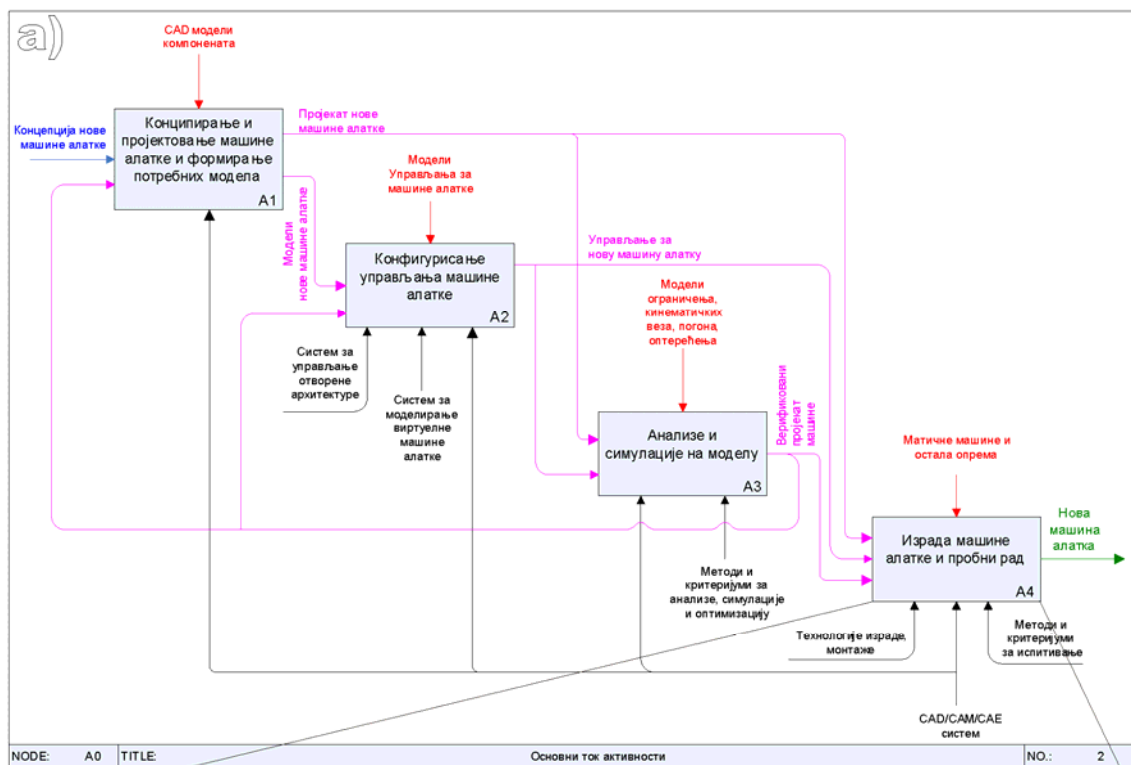 a)
CAD модели
компонената
Концепција нове
машине алатке
Конципирање и
пројектовање машине
алатке и формирање
потребних модела
A1
Пројекат нове
машине алатке
Модели
нове машине алатке
Модели
Управљања за
машине алатке
Конфигурисање
управљања машине
алатке
A2
Управљање за
нову машину алатку
Систем за
управљање
отворене
архитектуре
Систем за
моделирање
виртуелне
машине
алатке
Модели
ограничења,
кинематичких
веза, погона,
оптерећења
Анализе и
симулације на моделу
A3
Верификовани
пројекат
машине
Методи и
критеријуми за
анализе, симулације
и оптимизацију
Матичне машине и
остала опрема
Израда машине
алатке и пробни рад
A4
Нова
машина
алатка
Технологије израде,
монтаже
Методи и
критеријуми
за испитивање
CAD/CAM/CAE
систем
NODE: A0 TITLE: Основни ток активности NO.: 2